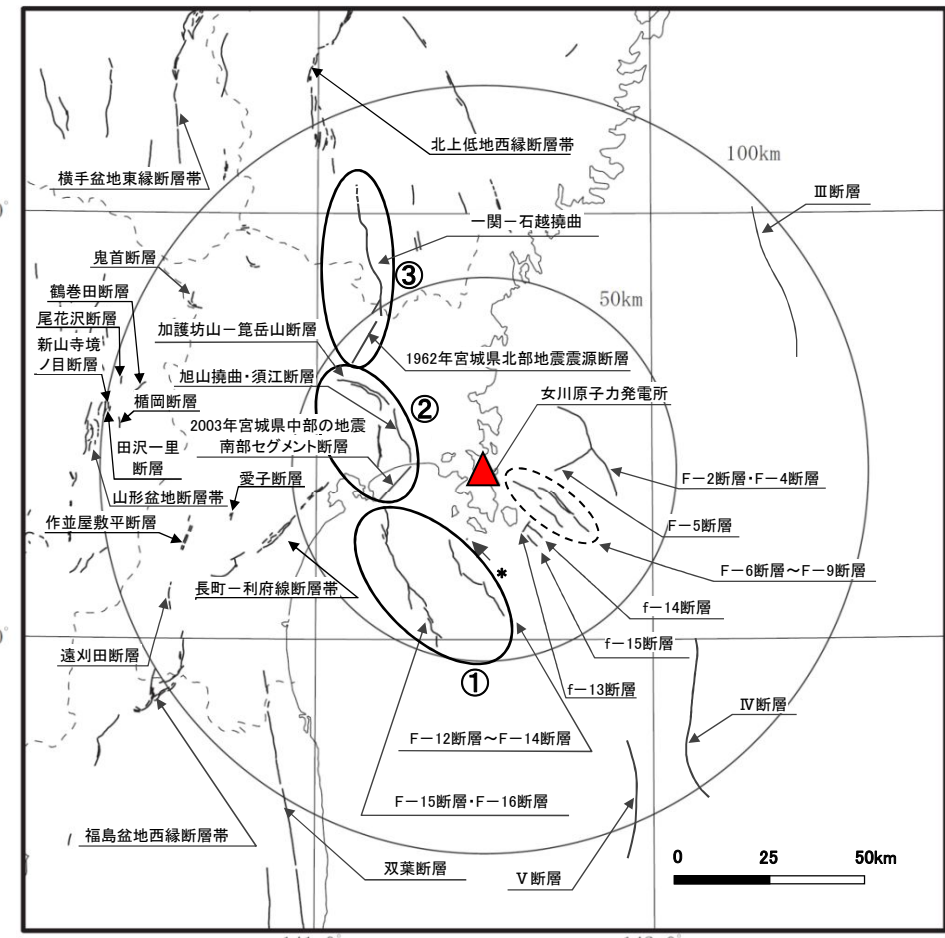 北上低地西縁断層帯
100km
横手盆地東縁断層帯
Ⅲ断層
一関－石越撓曲
鬼首断層
③
鶴巻田断層
50km
尾花沢断層
加護坊山－箟岳山断層
新山寺境
ノ目断層
1962年宮城県北部地震震源断層
旭山撓曲・須江断層
女川原子力発電所
楯岡断層
②
2003年宮城県中部の地震
南部セグメント断層
田沢一里
断層
F－2断層・F－4断層
愛子断層
山形盆地断層帯
作並屋敷平断層
F－5断層
F－6断層～F－9断層
*
長町－利府線断層帯
f－14断層
f－15断層
遠刈田断層
①
f－13断層
Ⅳ断層
F－12断層～F－14断層
F－15断層・F－16断層
福島盆地西縁断層帯
双葉断層
Ⅴ断層
0 25 50km